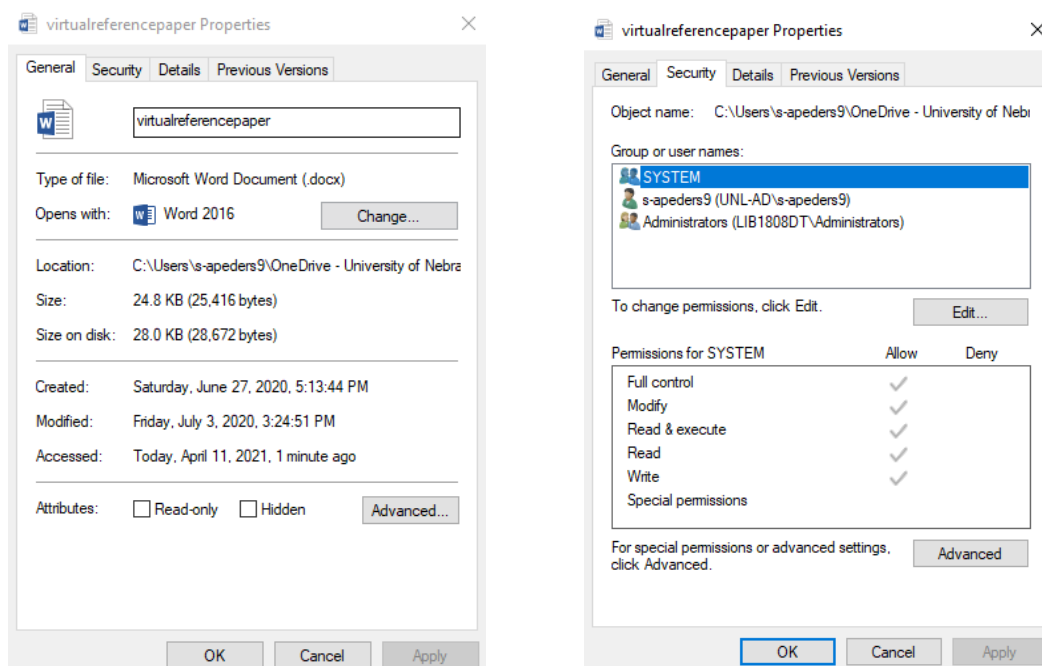 virtualreferencepaper Properties
General Security Details Previous Versions
virtualreferencepaper
Type of file: Microsoft Word Document (.docx)
Opens with: Word 2016 Change...
Location: C:\Users\s-apeders9\OneDrive - University of Nebra
Size: 24.8 KB (25,416 bytes)
Size on disk: 28.0 KB (28,672 bytes)
Created: Saturday, June 27, 2020, 5:13:44 PM
Modified: Friday, July 3, 2020, 3:24:51 PM
Accessed: Today, April 11, 2021, 1 minute ago
Attributes: Read-only Hidden Advanced...
OK Cancel Apply
virtualreferencepaper Properties
General Security Details Previous Versions
Object name: C:\Users\s-apeders9\OneDrive - University of Nebr
Group or user names:
SYSTEM
s-apeders9 (UNL-AD\s-apeders9)
Administrators (LIB1808DT\Administrators)
To change permissions, click Edit. Edit...
Permissions for SYSTEM Allow Deny
Full control
Modify
Read & execute
Read
Write
Special permissions
For special permissions or advanced settings,
click Advanced. Advanced
OK Cancel Apply